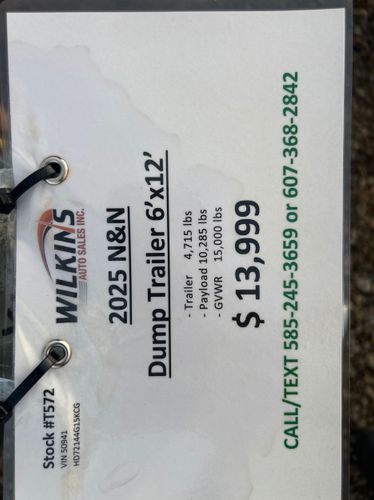 Stock #T572
VIN 50941
HD72144G15KCG
WILKINS
AUTO SALES INC.
2025 N&N
Dump Trailer 6'x12'
- Trailer 4,715 lbs
- Payload 10,285 lbs
- GVWR 15,000 lbs
$ 13,999
CALL/TEXT 585-245-3659 or 607-368-2842